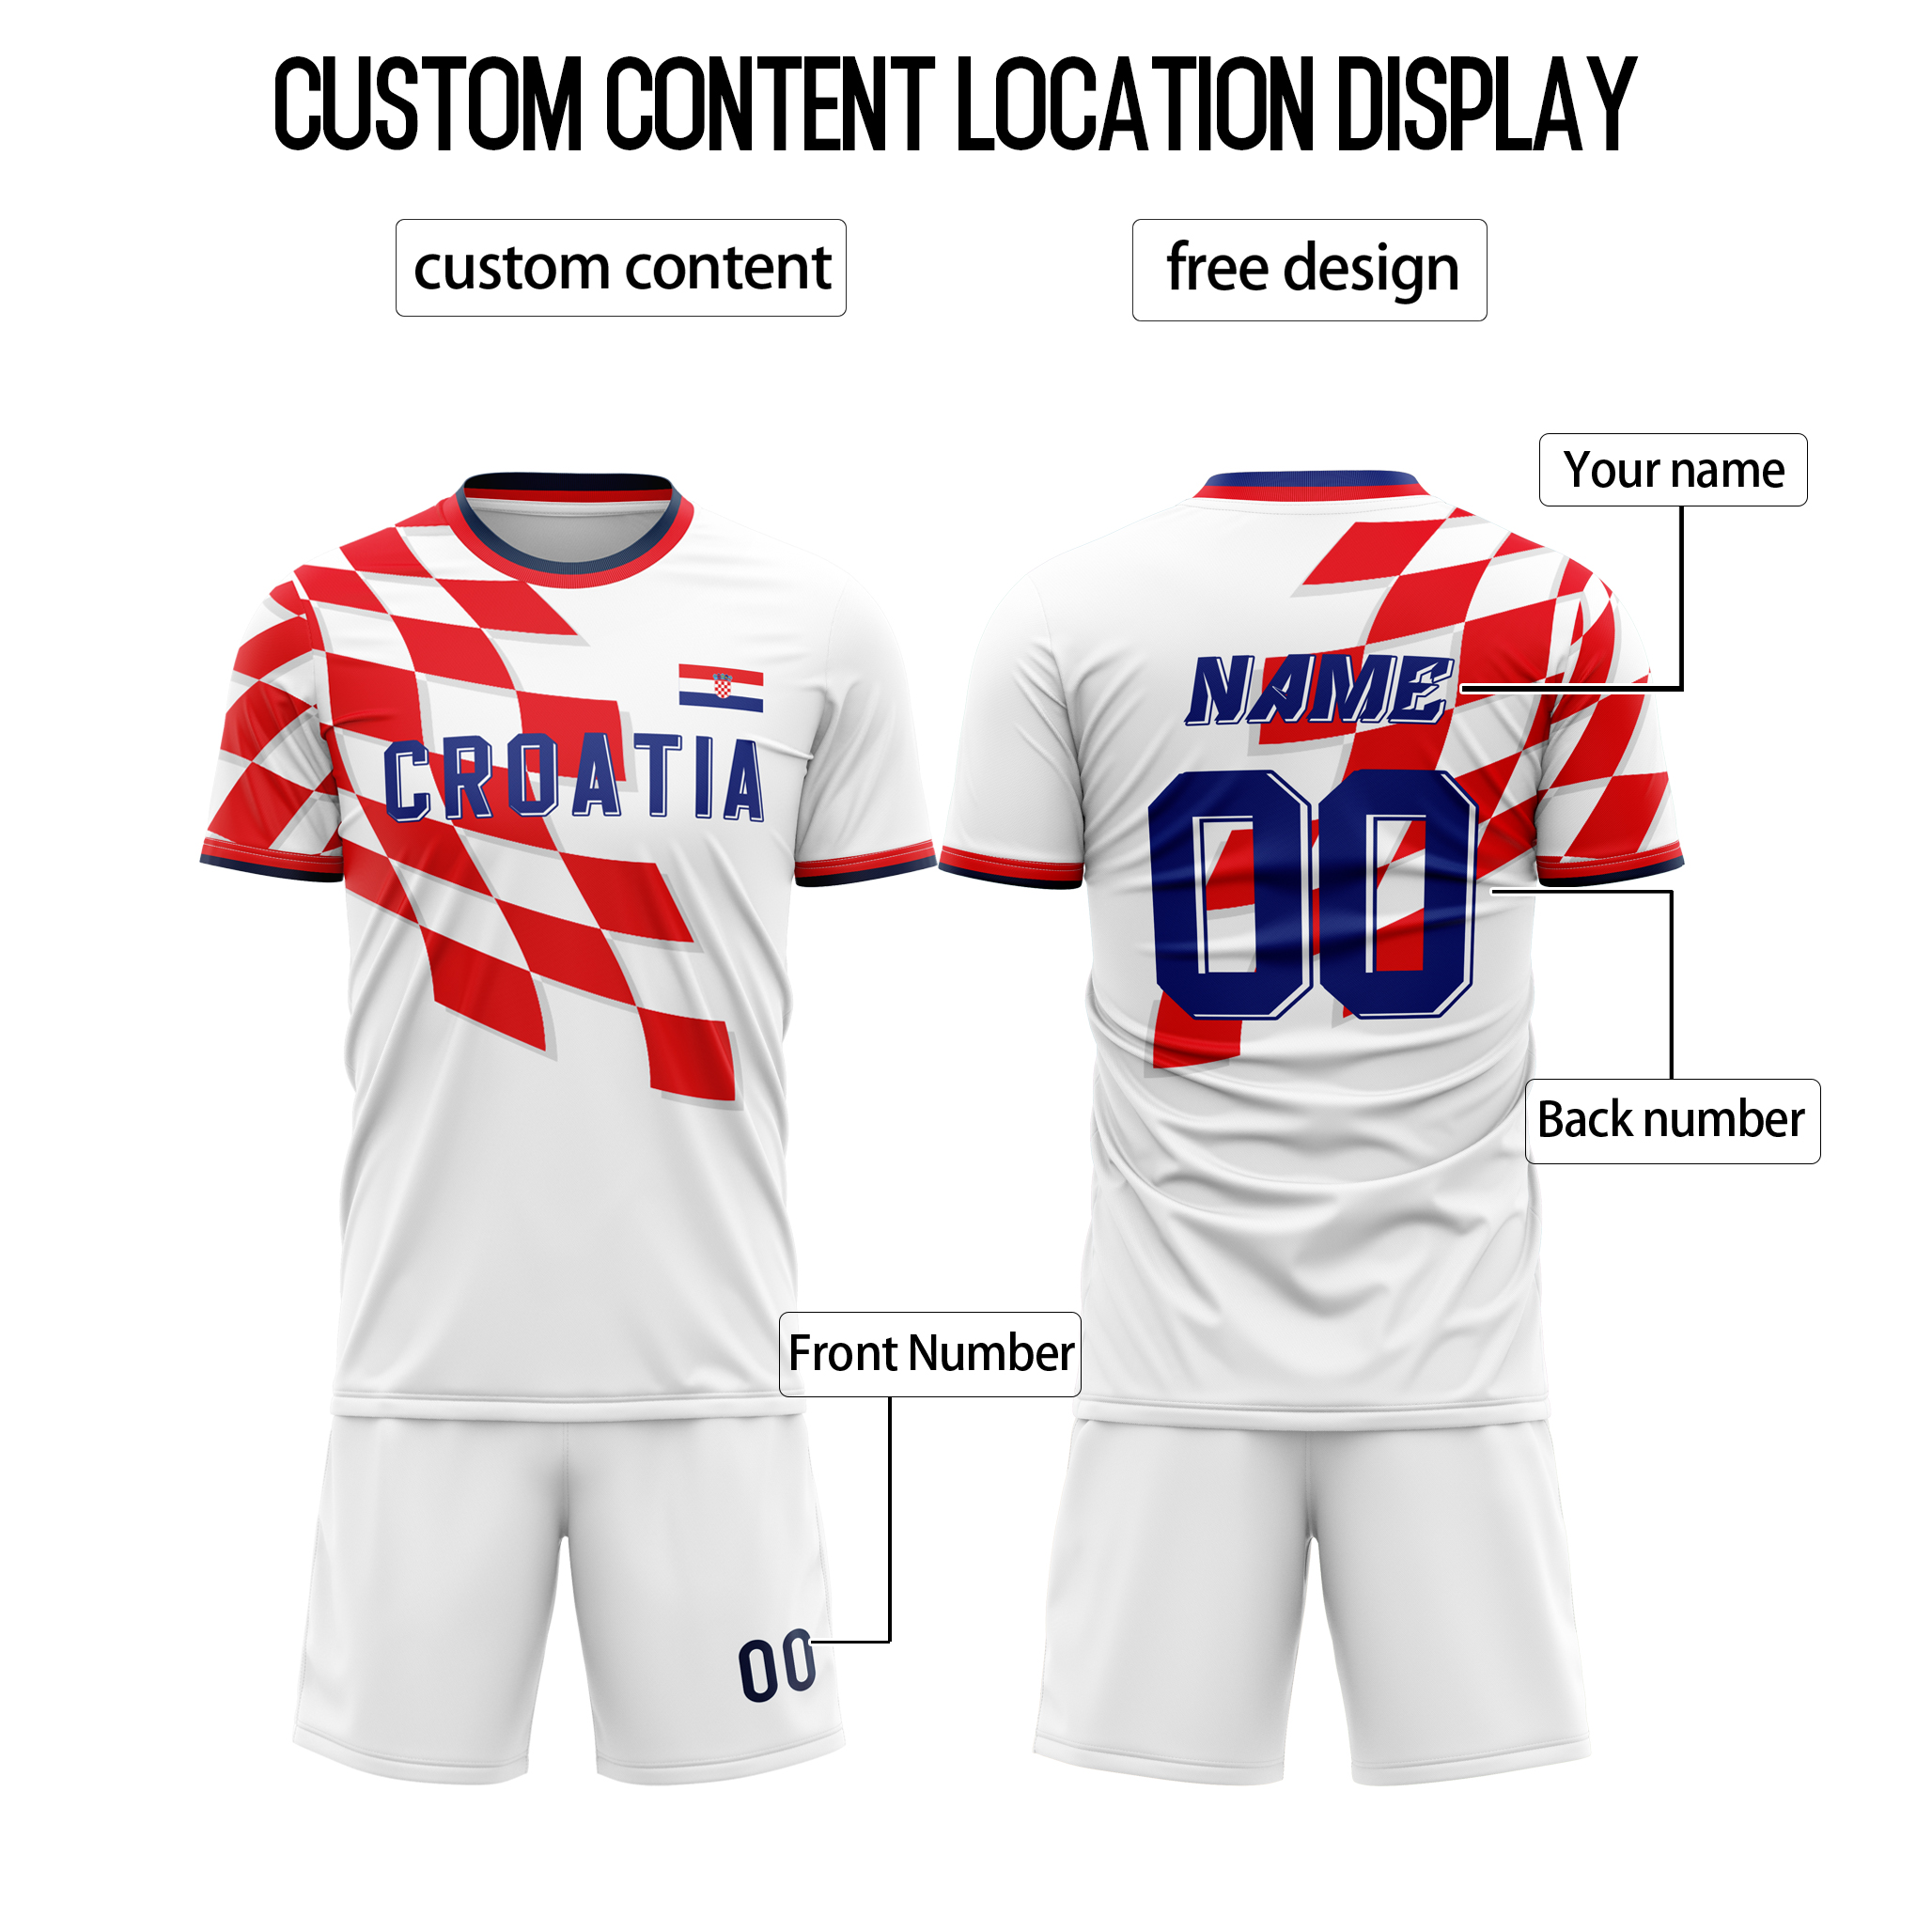 CUSTOM CONTENT LOCATION DISPLAY
custom content
free design
Your name
NAME
CROATIA
00
Back number
Front Number
00